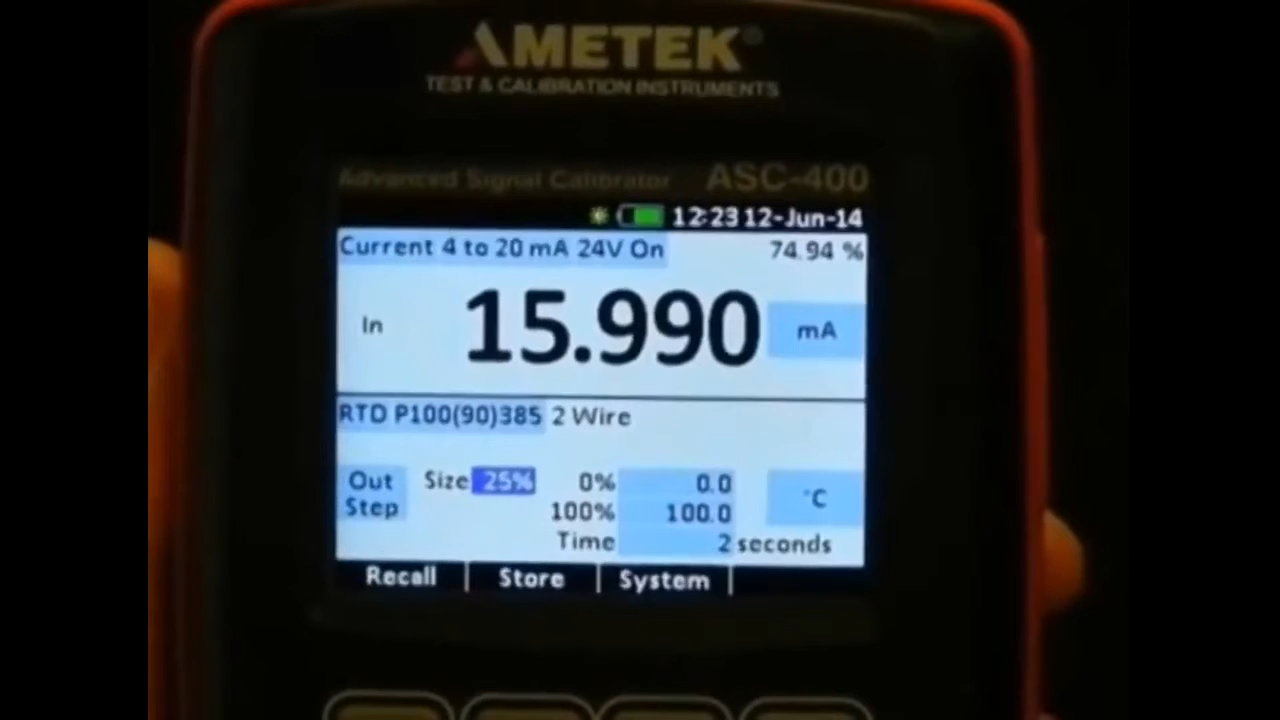 AMETEK®
TEST & CALIBRATION INSTRUMENTS
Advanced Signal Calibrator ASC-400
12:23 12-Jun-14
Current 4 to 20 mA 24V On 74.94 %
In 15.990 mA
RTD P100(90)385 2 Wire
Out Step Size 25% 0% 0.0 °C
100% 100.0
Time 2 seconds
Recall Store System